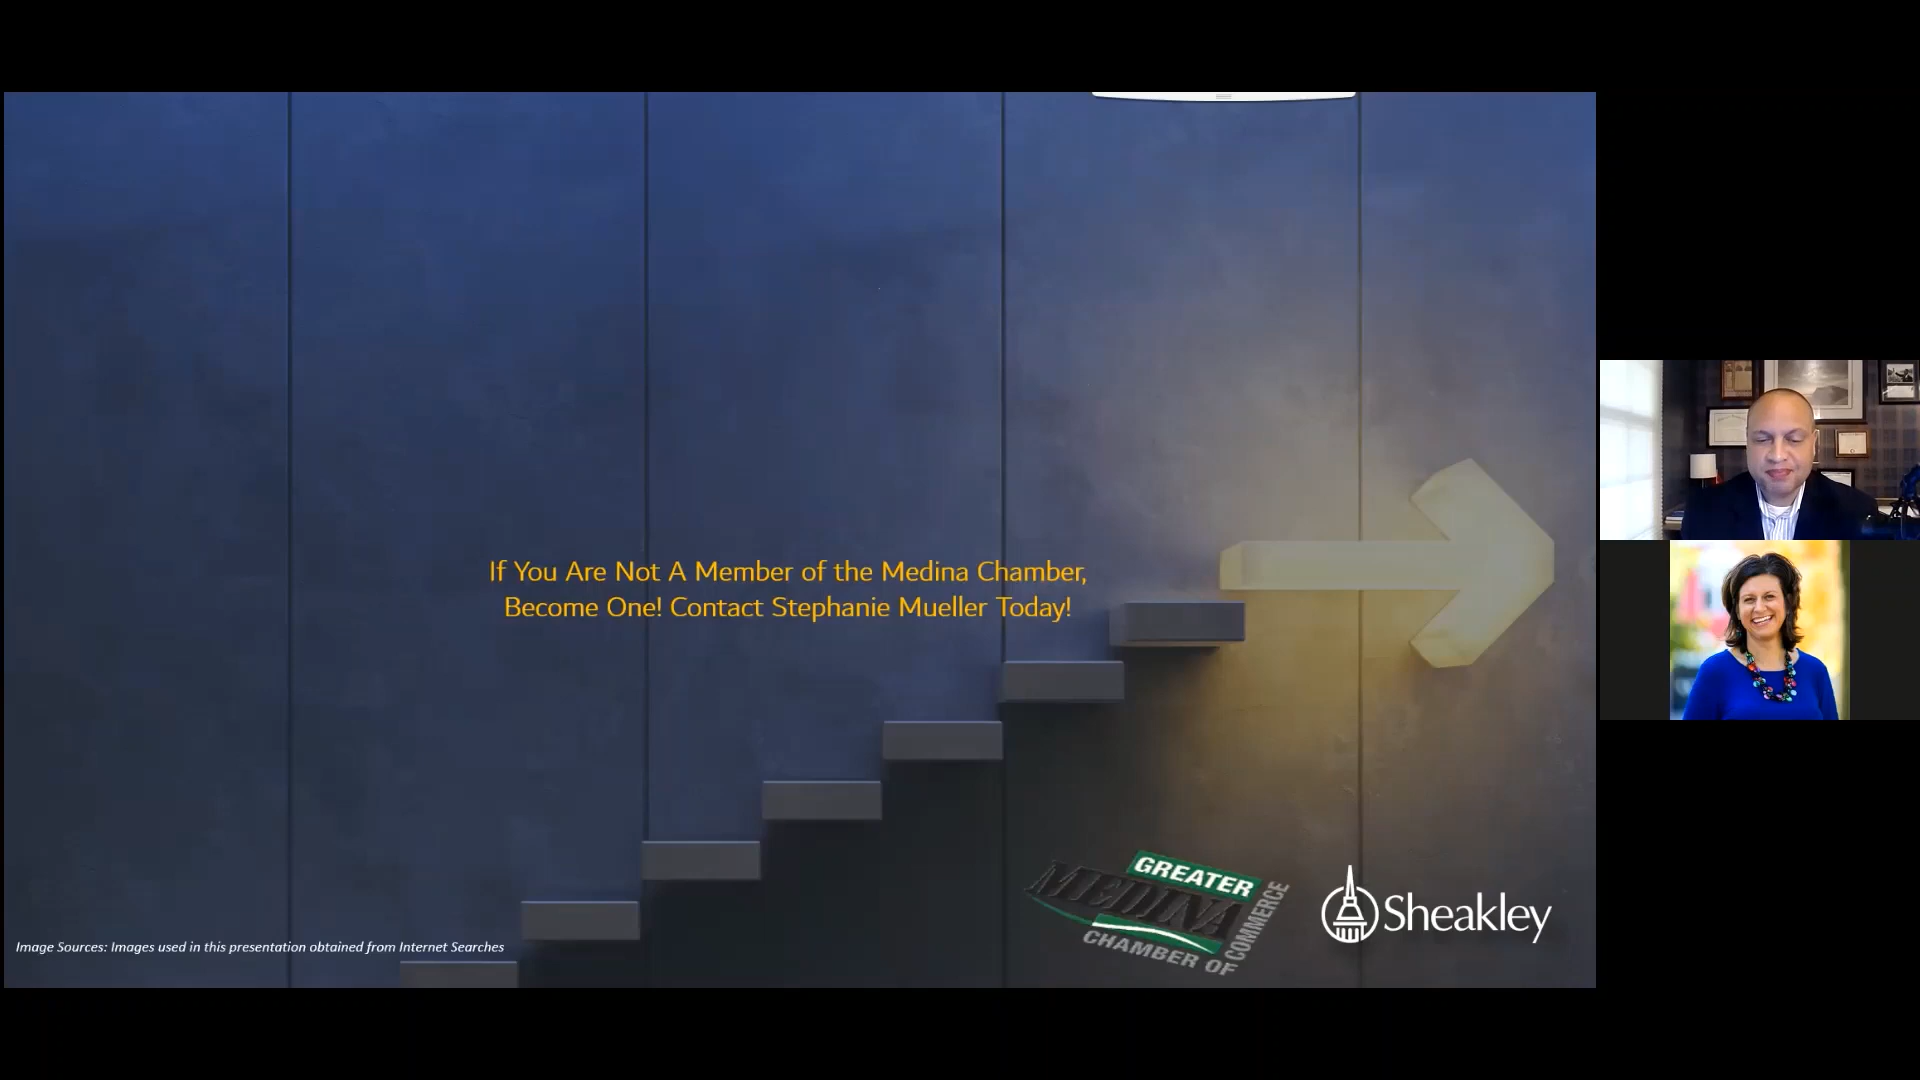 If You Are Not A Member of the Medina Chamber,
Become One! Contact Stephanie Mueller Today!
GREATER
MEDINA
CHAMBER OF
COMMERCE
Sheakley
Image Sources: Images used in this presentation obtained from Internet Searches